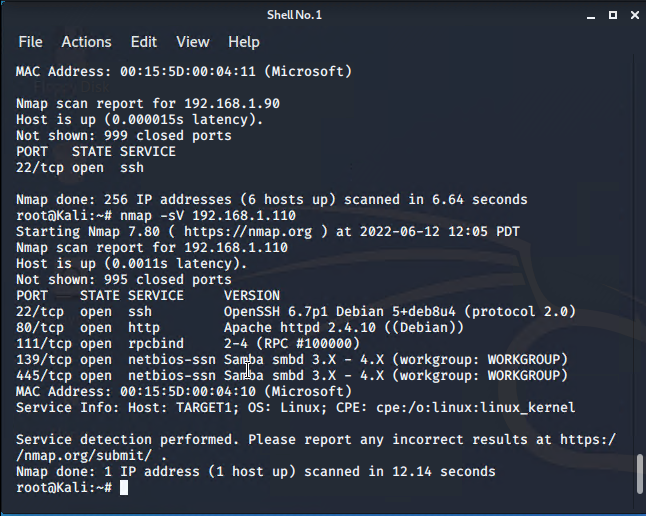 Shell No. 1
File Actions Edit View Help
MAC Address: 00:15:5D:00:04:11 (Microsoft)
Nmap scan report for 192.168.1.90
Host is up (0.000015s latency).
Not shown: 999 closed ports
PORT   STATE SERVICE
22/tcp open  ssh
Nmap done: 256 IP addresses (6 hosts up) scanned in 6.64 seconds
root@Kali:~# nmap -sV 192.168.1.110
Starting Nmap 7.80 ( https://nmap.org ) at 2022-06-12 12:05 PDT
Nmap scan report for 192.168.1.110
Host is up (0.0011s latency).
Not shown: 995 closed ports
PORT    STATE SERVICE     VERSION
22/tcp  open  ssh         OpenSSH 6.7p1 Debian 5+deb8u4 (protocol 2.0)
80/tcp  open  http        Apache httpd 2.4.10 ((Debian))
111/tcp open  rpcbind     2-4 (RPC #100000)
139/tcp open  netbios-ssn Samba smbd 3.X - 4.X (workgroup: WORKGROUP)
445/tcp open  netbios-ssn Samba smbd 3.X - 4.X (workgroup: WORKGROUP)
MAC Address: 00:15:5D:00:04:10 (Microsoft)
Service Info: Host: TARGET1; OS: Linux; CPE: cpe:/o:linux:linux_kernel
Service detection performed. Please report any incorrect results at https:/
/nmap.org/submit/ .
Nmap done: 1 IP address (1 host up) scanned in 12.14 seconds
root@Kali:~#